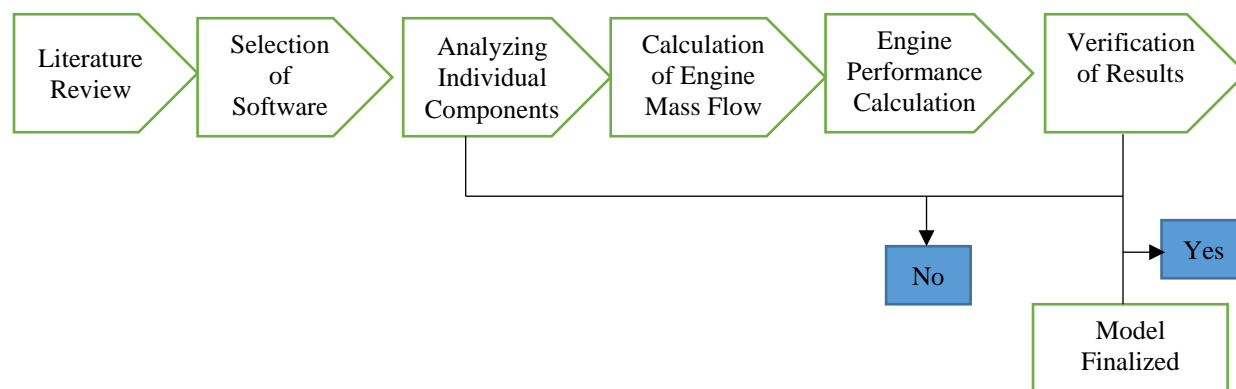 Literature
Review
Selection
of
Software
Analyzing
Individual
Components
Calculation
of Engine
Mass Flow
Engine
Performance
Calculation
Verification
of Results
No
Yes
Model
Finalized